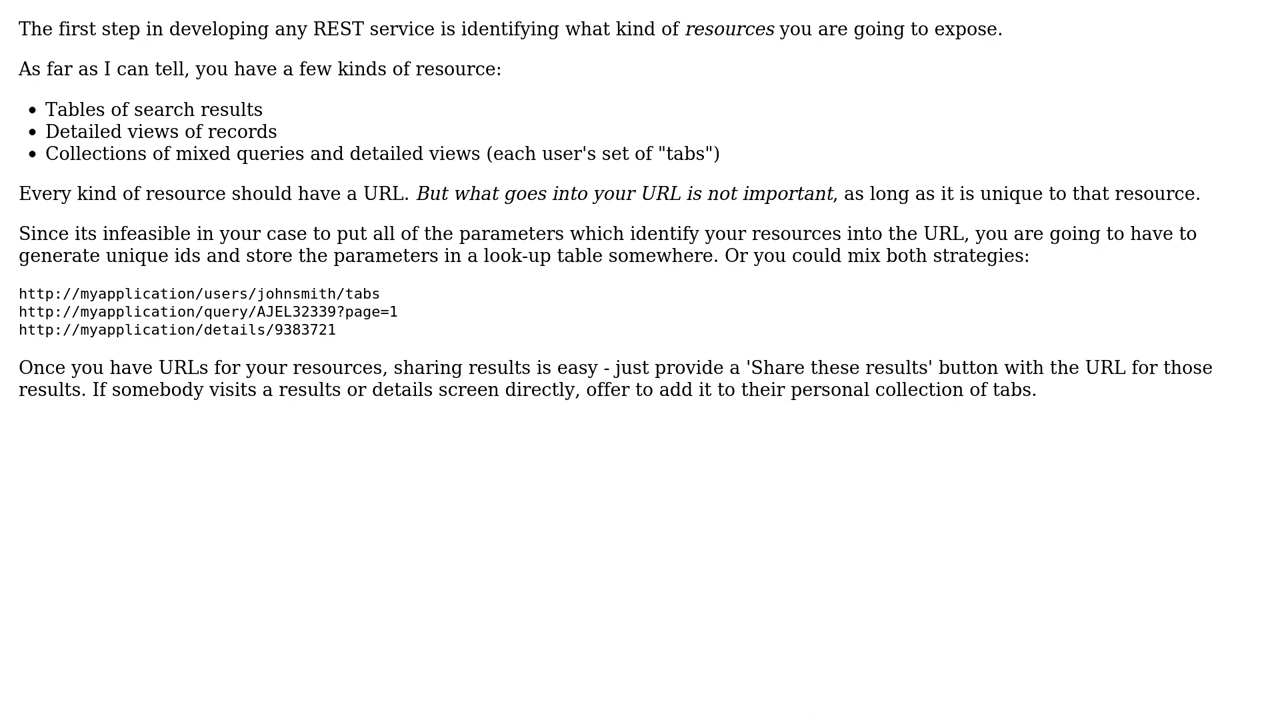 The first step in developing any REST service is identifying what kind of resources you are going to expose.
As far as I can tell, you have a few kinds of resource:
• Tables of search results
• Detailed views of records
• Collections of mixed queries and detailed views (each user's set of "tabs")
Every kind of resource should have a URL. But what goes into your URL is not important, as long as it is unique to that resource.
Since its infeasible in your case to put all of the parameters which identify your resources into the URL, you are going to have to
generate unique ids and store the parameters in a look-up table somewhere. Or you could mix both strategies:
http://myapplication/users/johnsmith/tabs
http://myapplication/query/AJEL32339?page=1
http://myapplication/details/9383721
Once you have URLs for your resources, sharing results is easy - just provide a 'Share these results' button with the URL for those
results. If somebody visits a results or details screen directly, offer to add it to their personal collection of tabs.